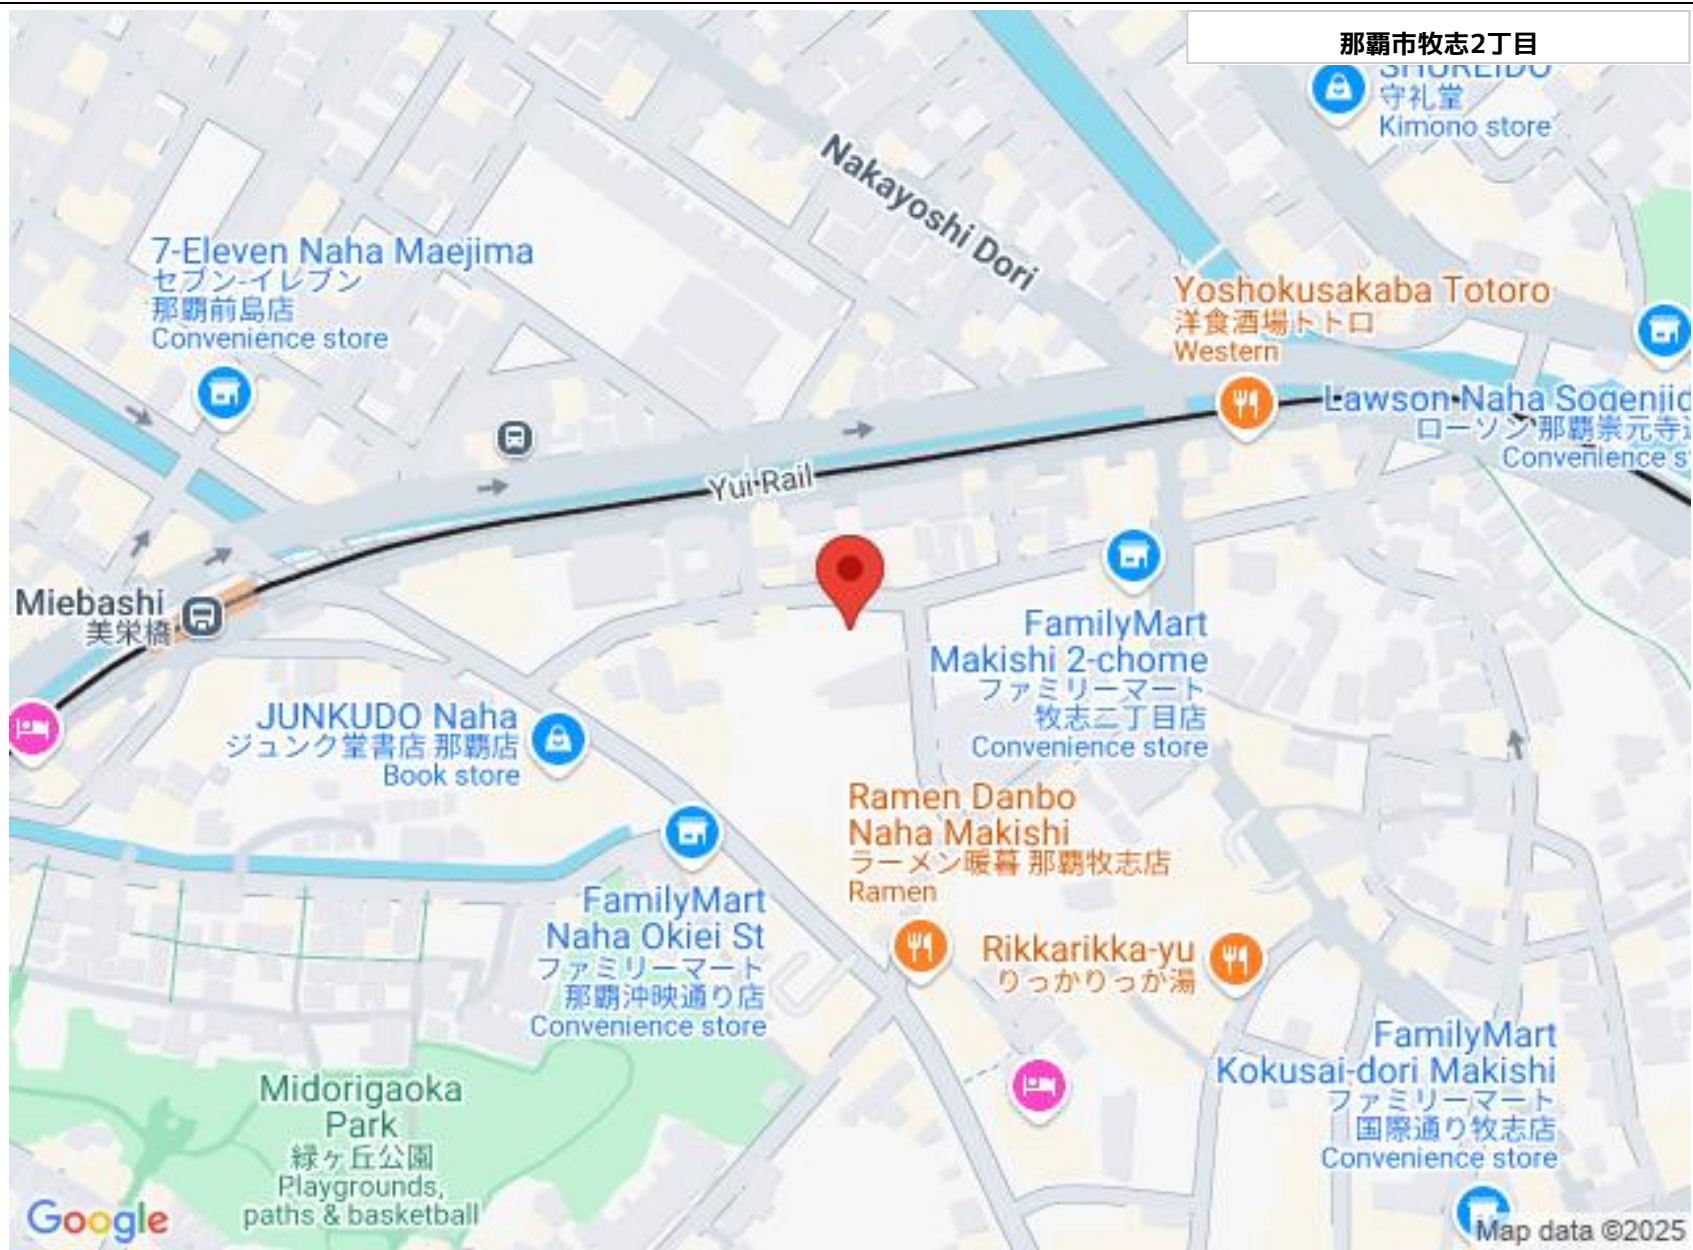 那覇市牧志2丁目
SHUREIDO
守礼堂
Kimono store
Nakayoshi Dori
7-Eleven Naha Maejima
セブン-イレブン
那覇前島店
Convenience store
Yoshokusakaba Totoro
洋食酒場トトロ
Western
Lawson Naha Sogenjid
ローソン 那覇崇元寺通
Convenience s
Yui Rail
Miebashi
美栄橋
FamilyMart
Makishi 2-chome
ファミリーマート
牧志二丁目店
Convenience store
JUNKUDO Naha
ジュンク堂書店 那覇店
Book store
Ramen Danbo
Naha Makishi
ラーメン暖暮 那覇牧志店
Ramen
FamilyMart
Naha Okiei St
ファミリーマート
那覇沖映通り店
Convenience store
Rikkarikka-yu
りっかりっか湯
FamilyMart
Kokusai-dori Makishi
ファミリーマート
国際通り牧志店
Convenience store
Midorigaoka
Park
緑ヶ丘公園
Playgrounds,
paths & basketball
Google
Map data ©2025